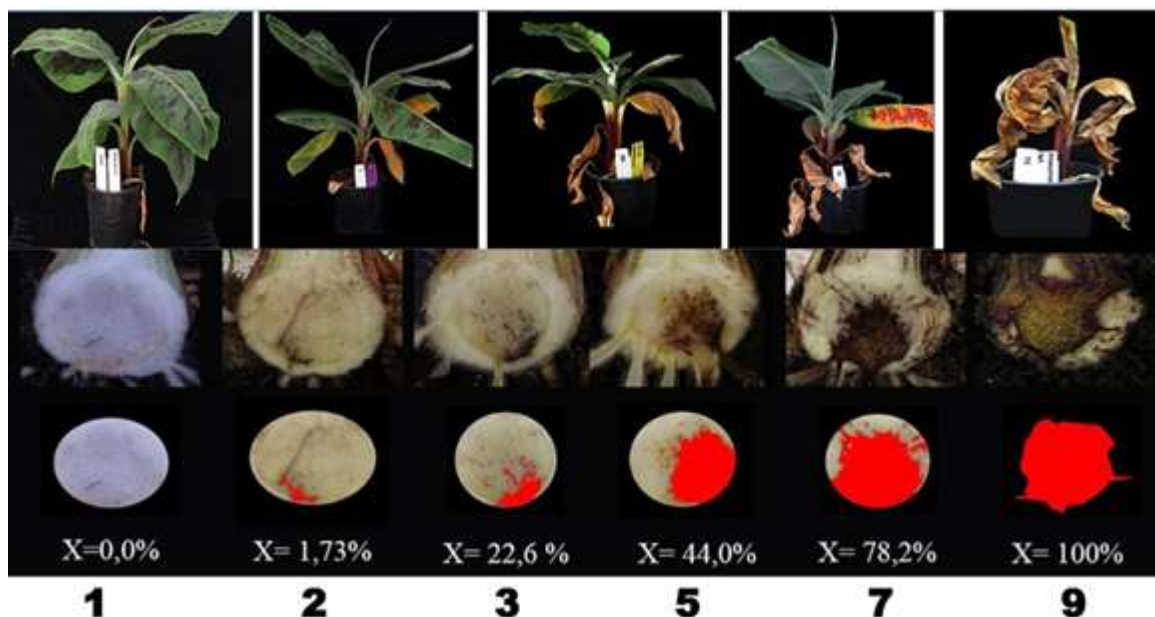 X=0,0% X= 1,73% X= 22,6 % X= 44,0% X= 78,2% X= 100%
1 2 3 5 7 9